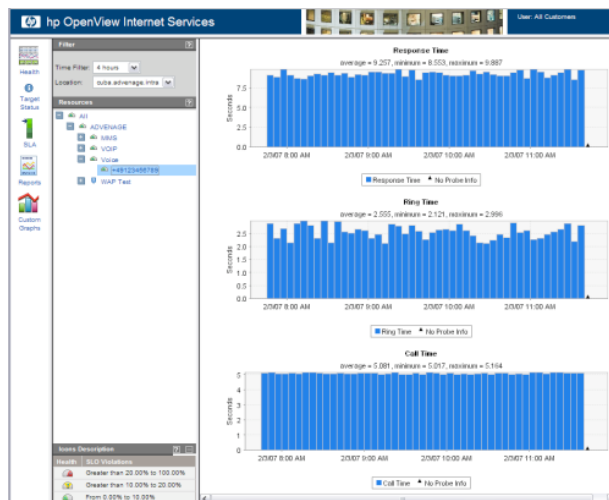 hp OpenView Internet Services
User: All Customers
Health
Target
Status
SLA
Reports
Custom
Graphs
Filter
Time Filter: 4 hours
Location: cuba.advenage.intra
Resources
All
ADVENAGE
MMS
VOIP
Voice
+49123456789
WAP Test
Icons Description
Health SLO Violations
Greater than 20.00% to 100.00%
Greater than 10.00% to 20.00%
From 0.00% to 10.00%
Response Time
average = 9.257, minimum = 8.553, maximum = 9.887
Seconds
7.5
5.0
2.5
0.0
2/3/07 8:00 AM 2/3/07 9:00 AM 2/3/07 10:00 AM 2/3/07 11:00 AM
Response Time No Probe Info
Ring Time
average = 2.555, minimum = 2.121, maximum = 2.996
Seconds
2.5
2.0
1.5
1.0
0.5
0.0
2/3/07 8:00 AM 2/3/07 9:00 AM 2/3/07 10:00 AM 2/3/07 11:00 AM
Ring Time No Probe Info
Call Time
average = 5.081, minimum = 5.017, maximum = 5.164
Seconds
5
4
3
2
1
0
2/3/07 8:00 AM 2/3/07 9:00 AM 2/3/07 10:00 AM 2/3/07 11:00 AM
Call Time No Probe Info